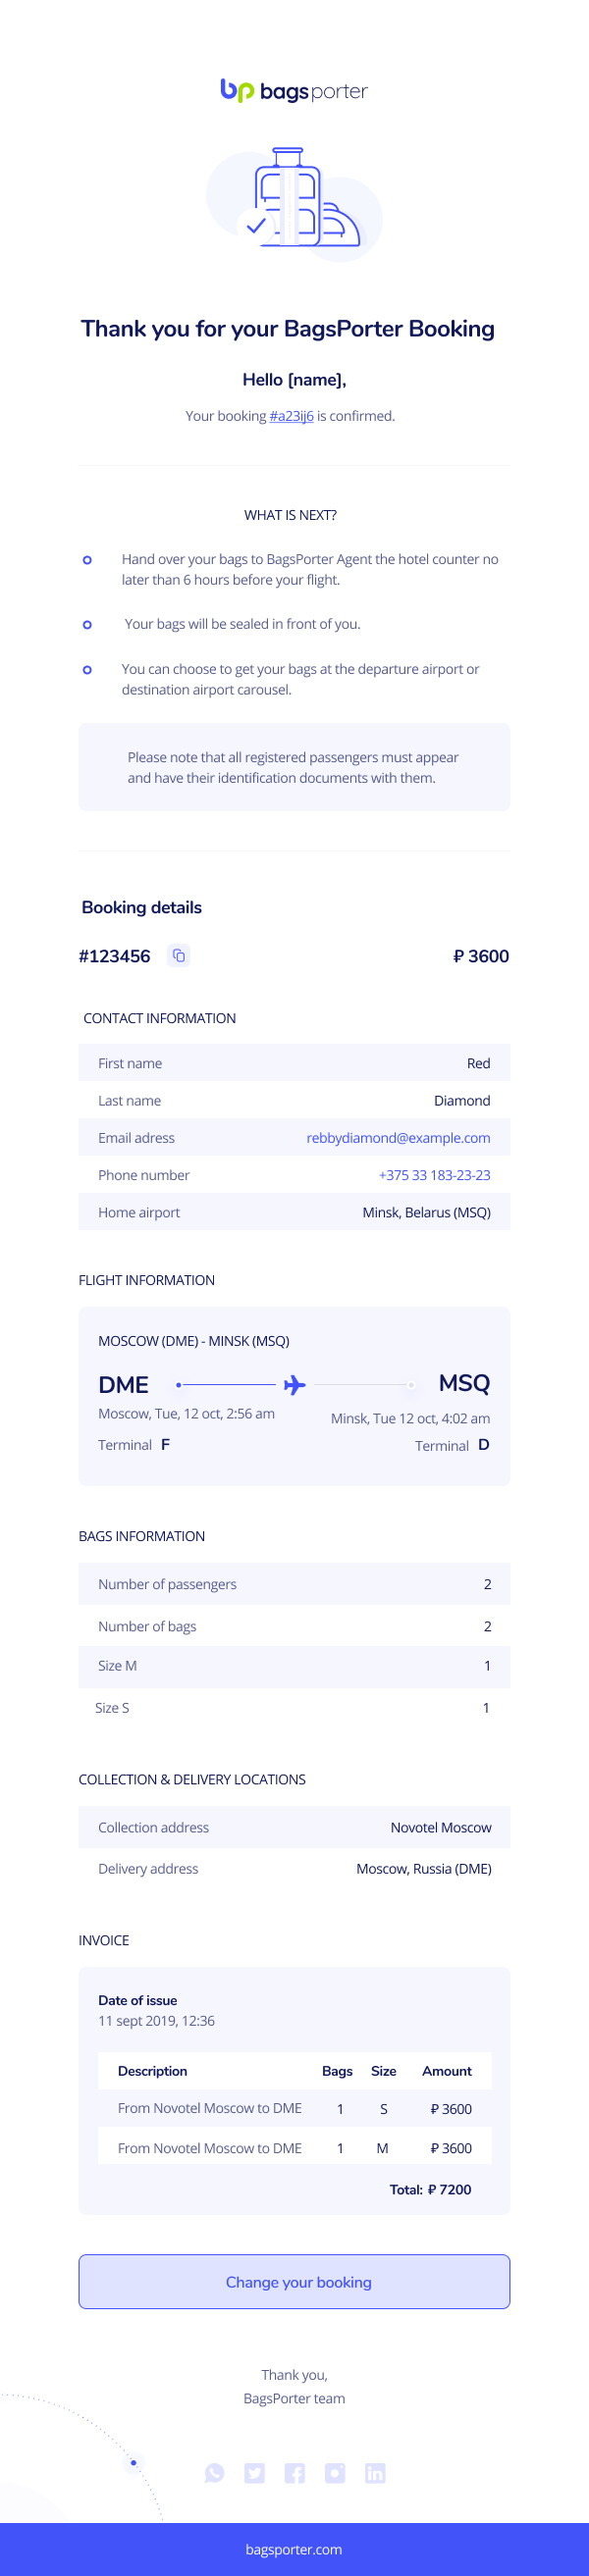 bp bagsporter
Thank you for your BagsPorter Booking
Hello [name],
Your booking #a23ij6 is confirmed.
WHAT IS NEXT?
Hand over your bags to BagsPorter Agent the hotel counter no
later than 6 hours before your flight.
Your bags will be sealed in front of you.
You can choose to get your bags at the departure airport or
destination airport carousel.
Please note that all registered passengers must appear
and have their identification documents with them.
Booking details
#123456 ₽ 3600
CONTACT INFORMATION
First name Red
Last name Diamond
Email adress rebbydiamond@example.com
Phone number +375 33 183-23-23
Home airport Minsk, Belarus (MSQ)
FLIGHT INFORMATION
MOSCOW (DME) - MINSK (MSQ)
DME MSQ
Moscow, Tue, 12 oct, 2:56 am Minsk, Tue 12 oct, 4:02 am
Terminal F Terminal D
BAGS INFORMATION
Number of passengers 2
Number of bags 2
Size M 1
Size S 1
COLLECTION & DELIVERY LOCATIONS
Collection address Novotel Moscow
Delivery address Moscow, Russia (DME)
INVOICE
Date of issue
11 sept 2019, 12:36
Description Bags Size Amount
From Novotel Moscow to DME 1 S ₽ 3600
From Novotel Moscow to DME 1 M ₽ 3600
Total: ₽ 7200
Change your booking
Thank you,
BagsPorter team
bagsporter.com